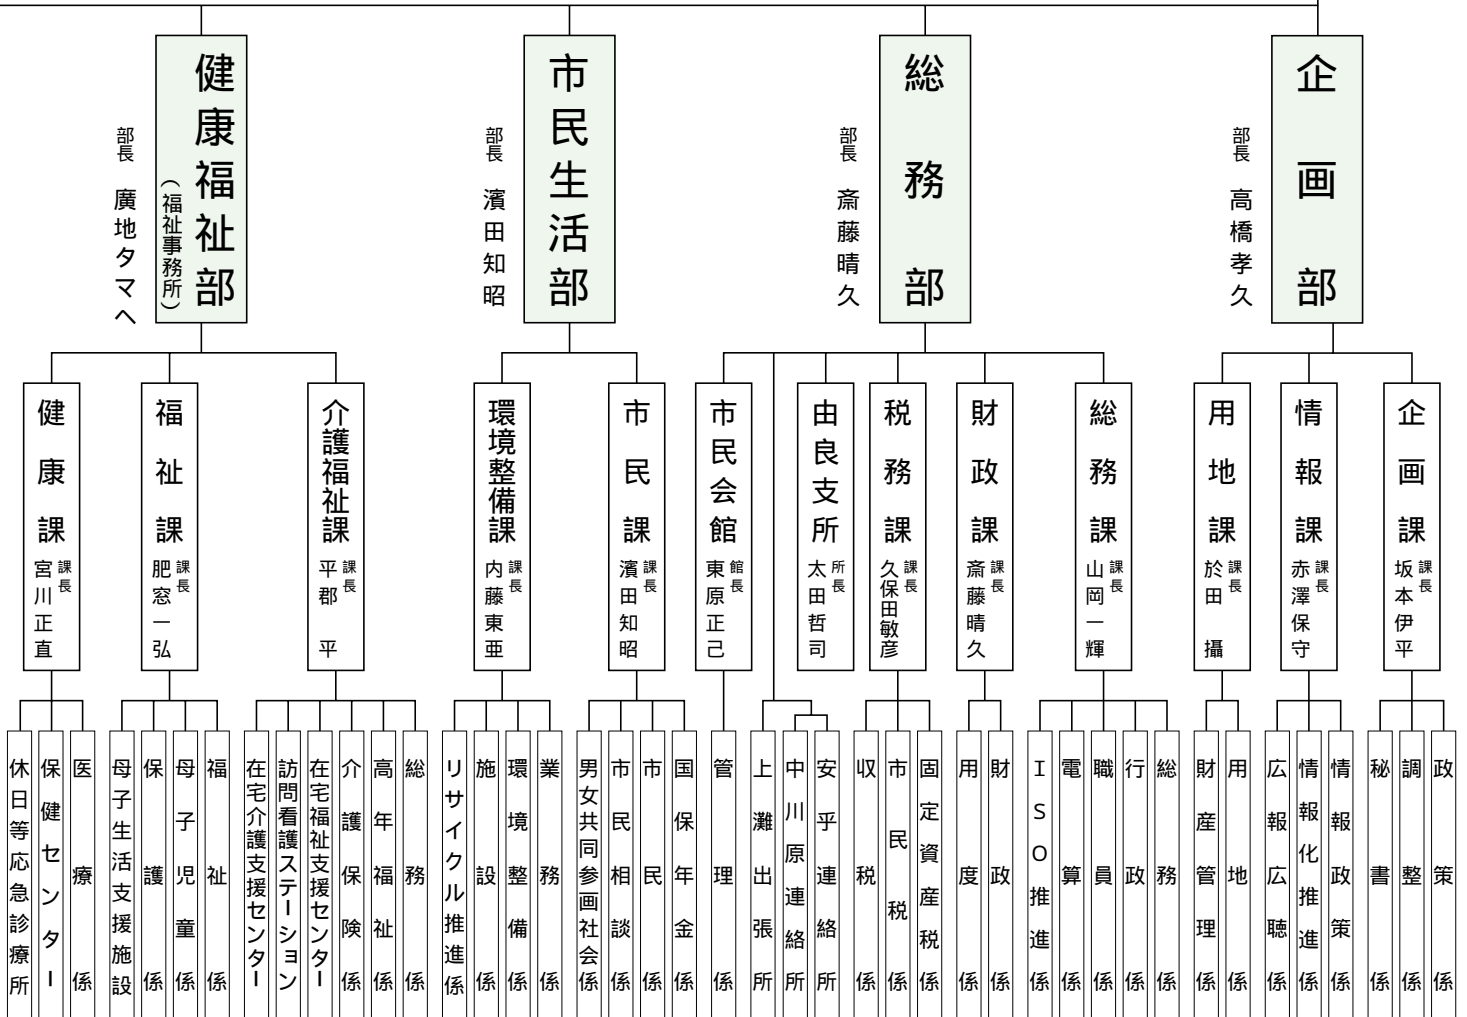 企画部
部長 高橋孝久
総務部
部長 斎藤晴久
市民生活部
部長 濱田知昭
健康福祉部
(福祉事務所)
部長 廣地タマヘ
企画課
課長
坂本伊平
情報課
課長
赤澤保守
用地課
課長
於田 攝
総務課
課長
山岡一輝
財政課
課長
斎藤晴久
税務課
課長
久保田敏彦
由良支所
所長
太田哲司
市民会館
館長
東原正己
市民課
課長
濱田知昭
環境整備課
課長
内藤東亜
介護福祉課
課長
平郡 平
福祉課
課長
肥窓一弘
健康課
課長
宮川正直
政策係
調整係
秘書係
情報政策係
情報化推進係
広報広聴係
用地係
財産管理係
総務係
行政係
職員係
電算係
ISO推進係
財政係
用度係
固定資産税係
市民税係
収税係
安乎連絡所
中川原連絡所
上灘出張所
管理係
国保年金係
市民係
市民相談係
男女共同参画社会係
業務係
環境整備係
施設係
リサイクル推進係
総務係
高年福祉係
介護保険係
在宅福祉支援センター
訪問看護ステーション
在宅介護支援センター
福祉係
母子児童係
保護係
母子生活支援施設
医療係
保健センター
休日等応急診療所